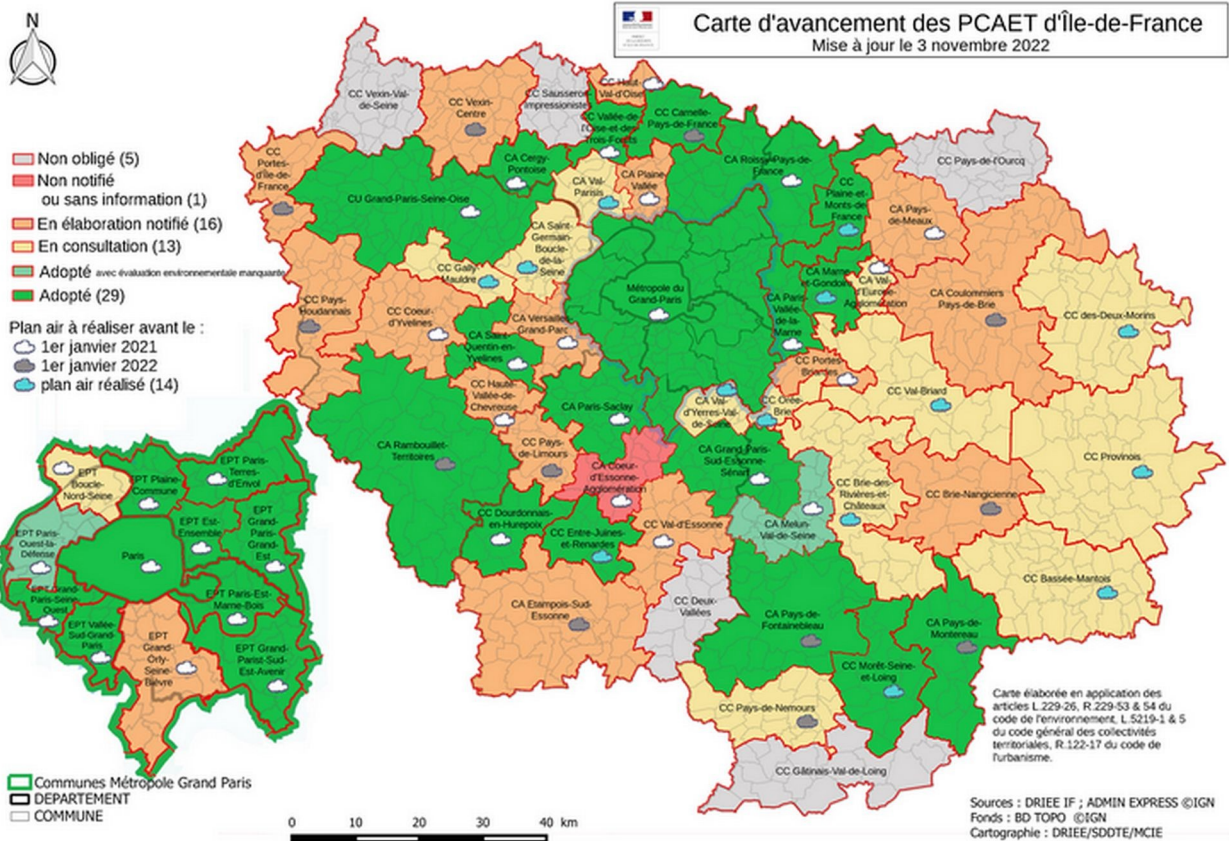 Carte d'avancement des PCAET d'Île-de-France
Mise à jour le 3 novembre 2022
N
Non obligé (5)
Non notifié
ou sans information (1)
En élaboration notifié (16)
En consultation (13)
Adopté avec évaluation environnementale manquante
Adopté (29)
Plan air à réaliser avant le :
1er janvier 2021
1er janvier 2022
plan air réalisé (14)
CC Vexin-Val-
de-Seine
CC Vexin-
Centre
CC Sausseron-
Impressionnistes
CC Haut-
Val-d'Oise
CC Vallée-de-
l'Oise-et-des-
Trois-Forêts
CC Carnelle-
Pays-de-France
CC
Portes-
d'Île-de-
France
CU Grand-Paris-Seine-Oise
CA Cergy-
Pontoise
CA Val-
Parisis
CA Plaine-
Vallée
CA Roissy-Pays-de-
France
CC
Plaine-et-
Monts-de-
France
CC Pays-de-l'Ourcq
CA Pays-
de-Meaux
CA Saint-
Germain-
Boucle-
de-la-
Seine
CC Gally-
Mauldre
CC Pays-
Houdannais
CC Coeur-
d'Yvelines
CA Versailles-
Grand-Parc
CA Saint-
Quentin-en-
Yvelines
Métropole du
Grand-Paris
CA Marne-
et-Gondoire
CA Val-
d'Europe-
Agglomération
CA Paris-
Vallée-
de-la-
Marne
CA Coulommiers
Pays-de-Brie
CC des-Deux-Morins
CC Portes-
Briardes
CC Val-Briard
CC Haute-
Vallée-de-
Chevreuse
CA Paris-Saclay
CA Val-
d'Yerres-Val-
de-Seine
CC Orée-
Brie
CA Rambouillet-
Territoires
CC Pays-
de-Limours
CA Coeur-
d'Essonne-
Agglomération
CA Grand-Paris-
Sud-Essonne-
Sénart
CC Provinois
CC Brie-des-
Rivières-et-
Châteaux
CC Brie-Nangicienne
CC Dourdonnais-
en-Hurepoix
CC Entre-Juines-
et-Renardes
CC Val-d'Essonne
CA Melun-
Val-de-Seine
CC Bassée-Montois
CA Etampois-Sud-
Essonne
CC Deux-
Vallées
CA Pays-de-
Fontainebleau
CA Pays-de-
Montereau
CC Morêt-Seine-
et-Loing
CC Pays-de-Nemours
CC Gâtinais-Val-de-Loing
EPT
Boucle-
Nord-Seine
EPT Plaine-
Commune
EPT Paris-
Terres-
d'Envol
EPT Paris-
Ouest-la-
Défense
Paris
EPT Est-
Ensemble
EPT
Grand-
Paris-
Grand-
Est
EPT Grand-
Paris-Seine-
Ouest
EPT Vallée-
Sud-Grand-
Paris
EPT
Grand-
Orly-
Seine-
Bièvre
EPT Paris-Est-
Marne-Bois
EPT Grand-
Parist-Sud-
Est-Avenir
Communes Métropole Grand Paris
DEPARTEMENT
COMMUNE
0 10 20 30 40 km
Carte élaborée en application des
articles L.229-26, R.229-53 & 54 du
code de l'environnement, L.5219-1 & 5
du code général des collectivités
territoriales, R.122-17 du code de
l'urbanisme.
Sources : DRIEE IF ; ADMIN EXPRESS ©IGN
Fonds : BD TOPO ©IGN
Cartographie : DRIEE/SDDTE/MCIE